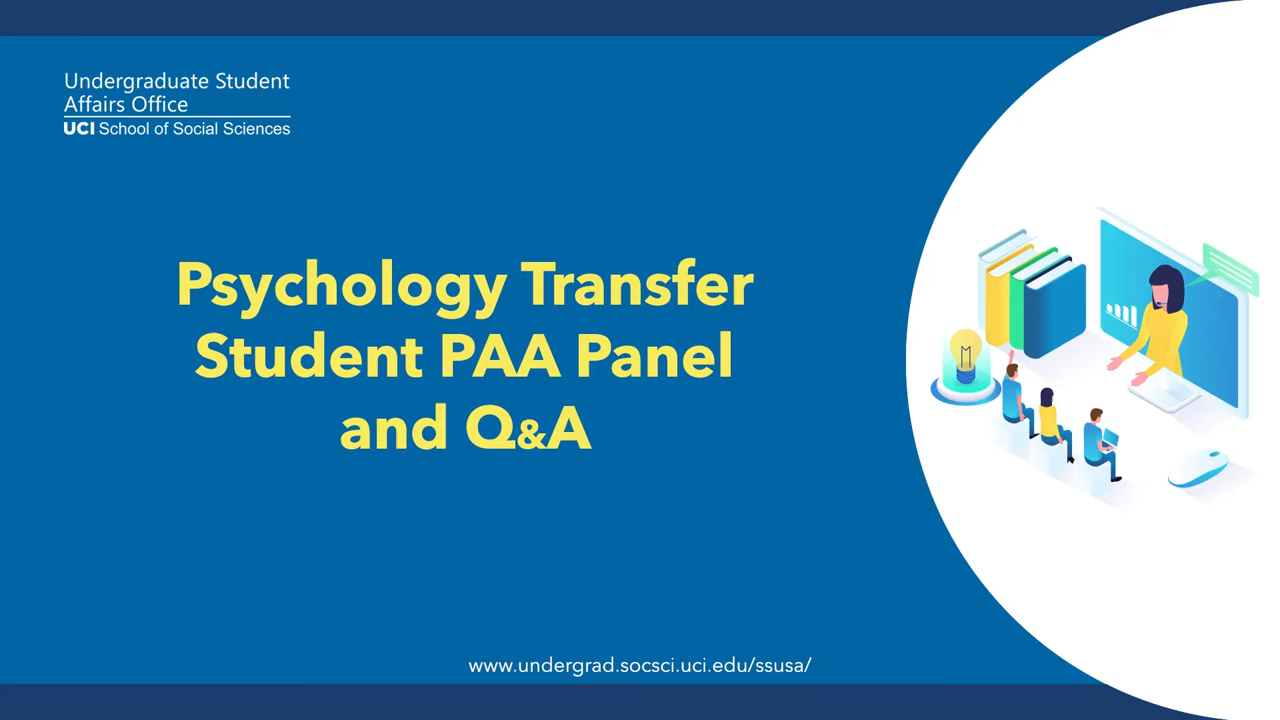 Undergraduate Student
Affairs Office
UCI School of Social Sciences
Psychology Transfer
Student PAA Panel
and Q&A
www.undergrad.socsci.uci.edu/ssusa/